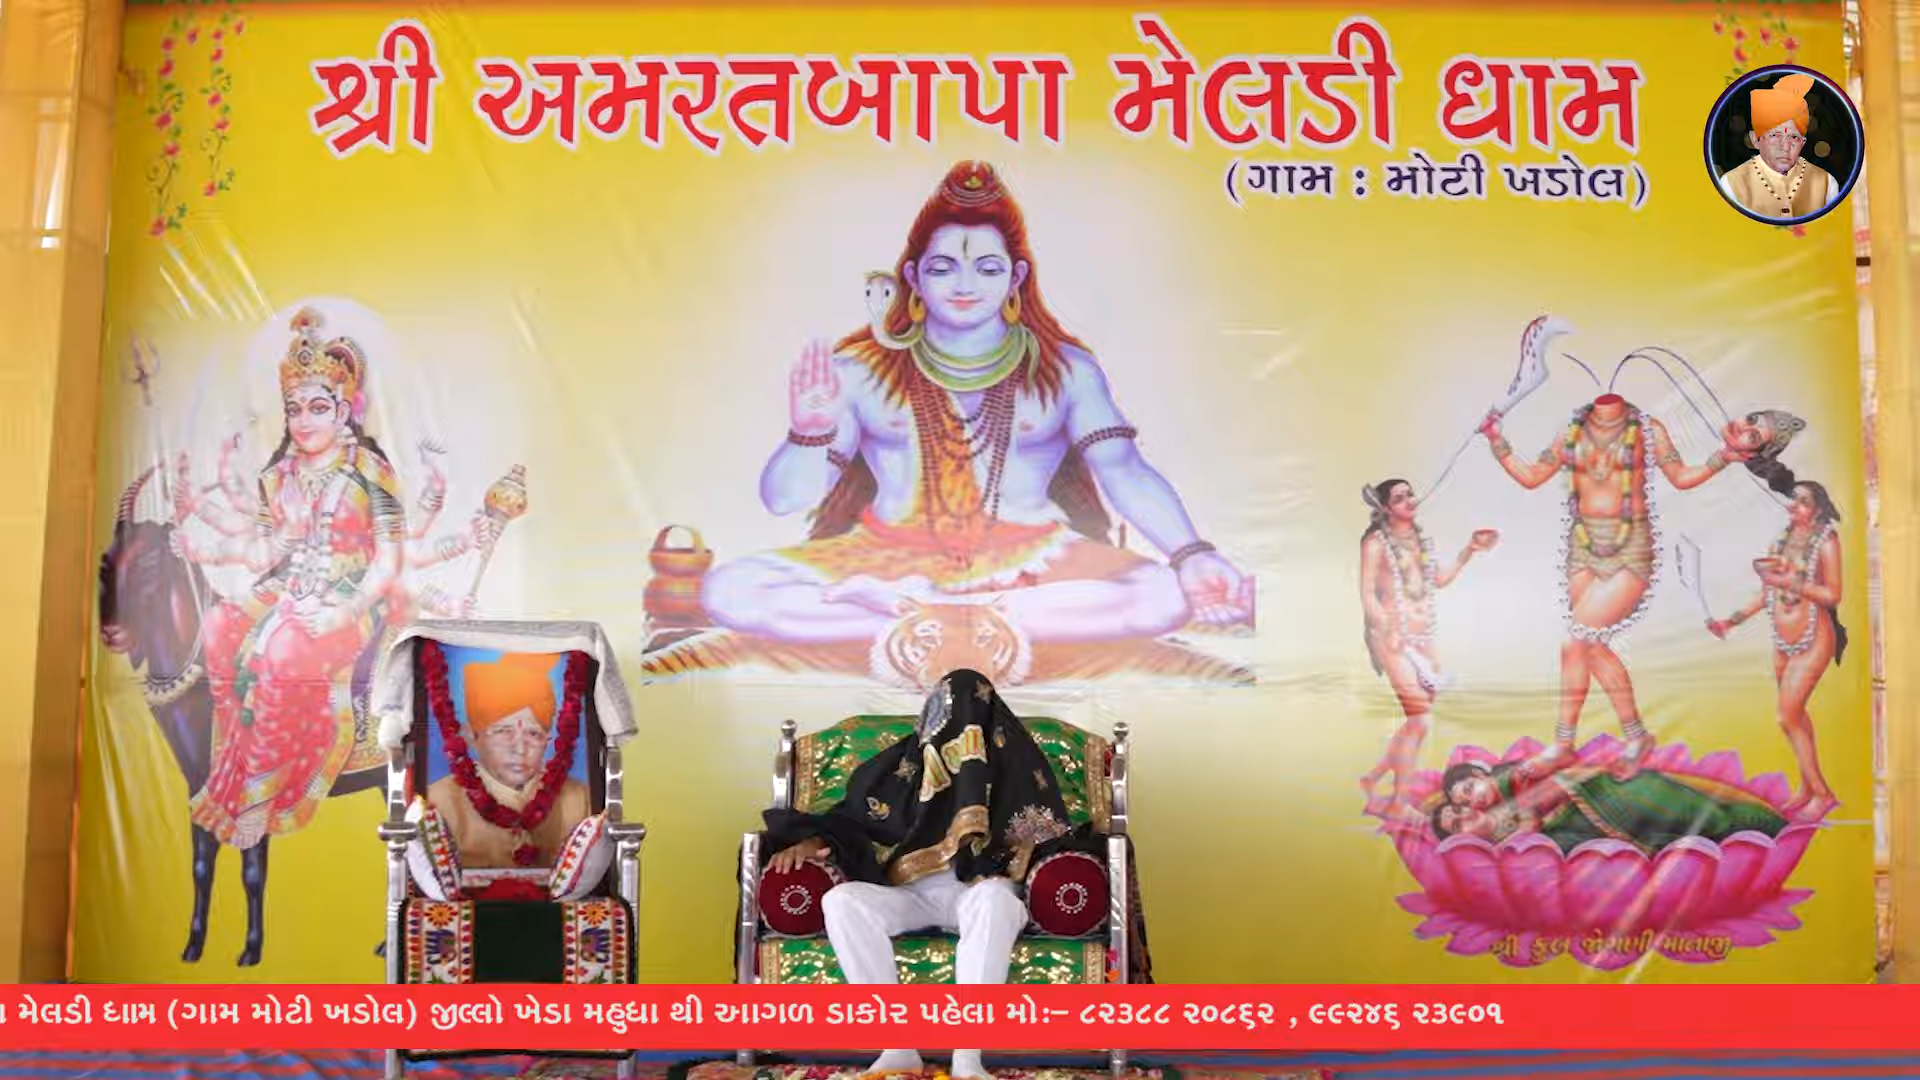 શ્રી અમરતબાપા મેલડી ધામ
(ગામ : મોટી ખડોલ)
શ્રી કુલ જોગણી માતાજી
મેલડી ધામ (ગામ મોટી ખડોલ) જીલ્લો ખેડા મહુધા થી આગળ ડાકોર પહેલા મોઃ– ૮૨૩૮૮ ૨૦૮૬૨ , ૯૯૨૪૬ ૨૩૯૦૧